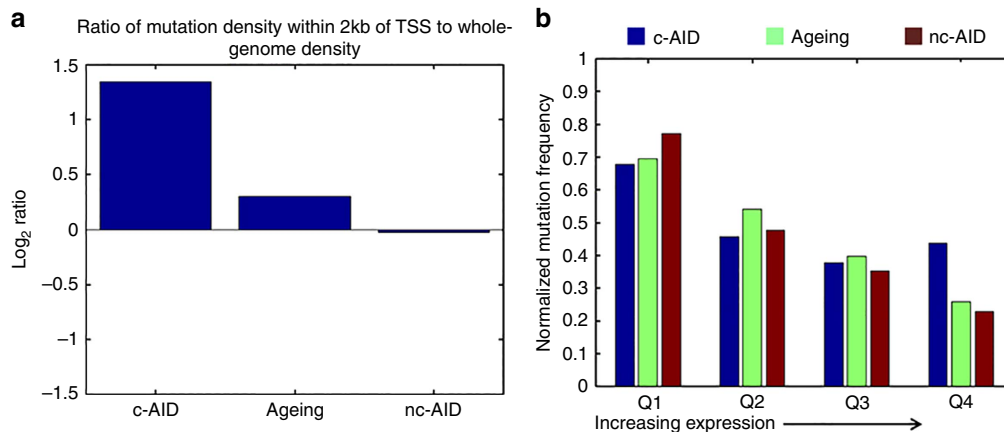 a
Ratio of mutation density within 2kb of TSS to whole-
genome density
1.5
1
0.5
0
−0.5
−1
−1.5
Log₂ ratio
c-AID
Ageing
nc-AID
b
c-AID
Ageing
nc-AID
1
0.9
0.8
0.7
0.6
0.5
0.4
0.3
0.2
0.1
0
Normalized mutation frequency
Q1
Q2
Q3
Q4
Increasing expression